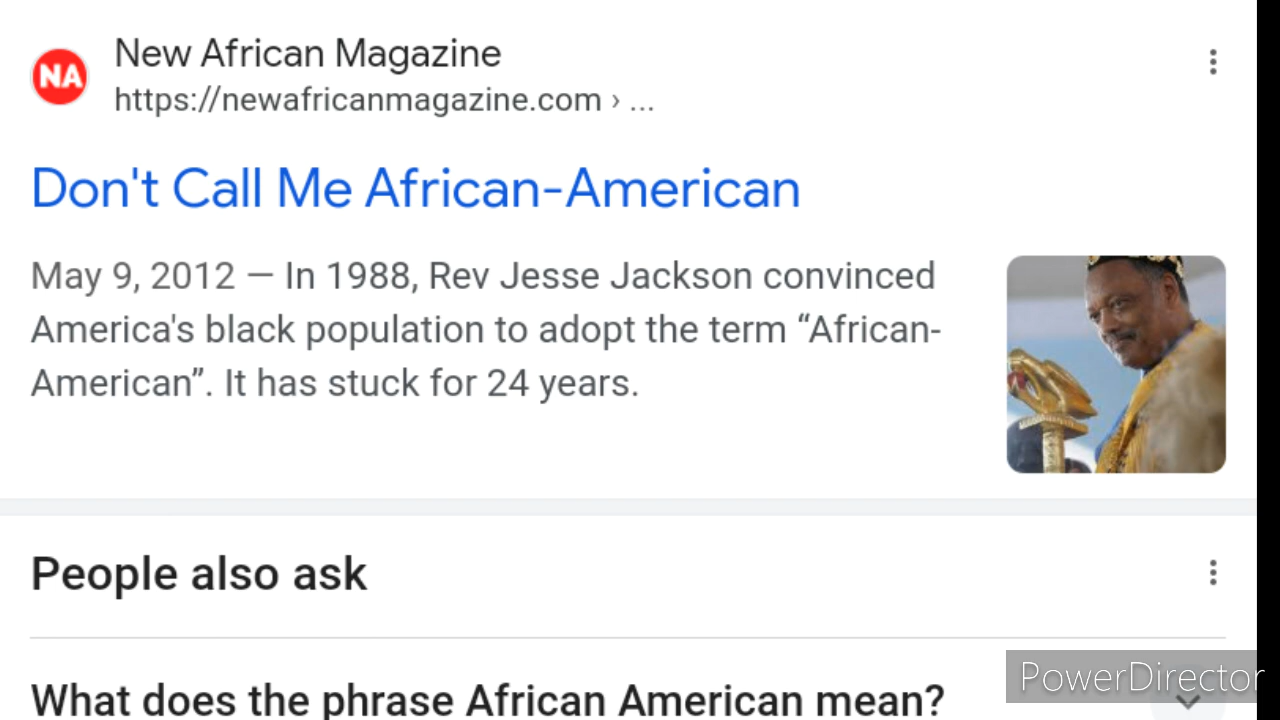 NA
New African Magazine
https://newafricanmagazine.com › ...
Don't Call Me African-American
May 9, 2012 — In 1988, Rev Jesse Jackson convinced
America's black population to adopt the term “African-
American”. It has stuck for 24 years.
People also ask
What does the phrase African American mean?
PowerDirector